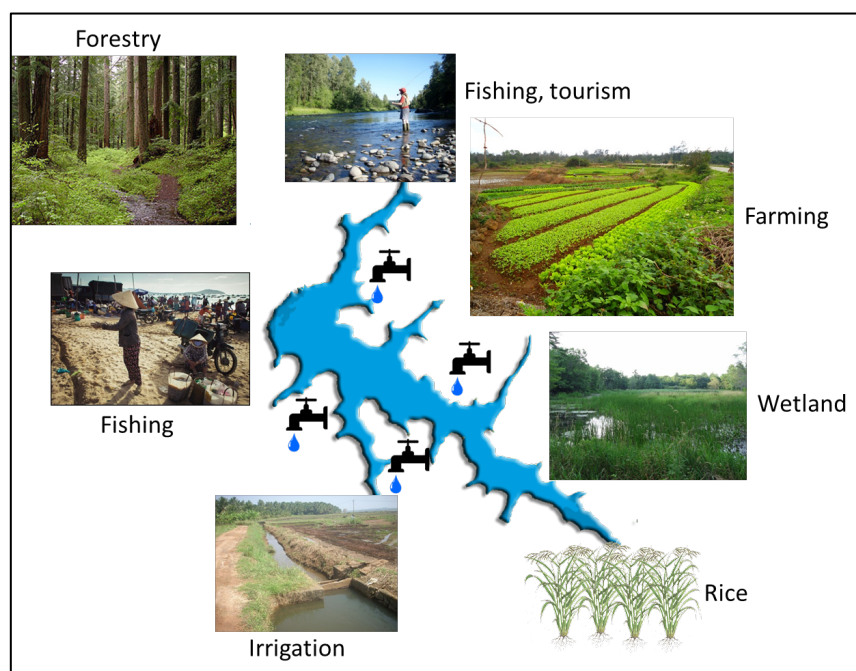 Forestry
Fishing, tourism
Farming
Fishing
Wetland
Rice
Irrigation